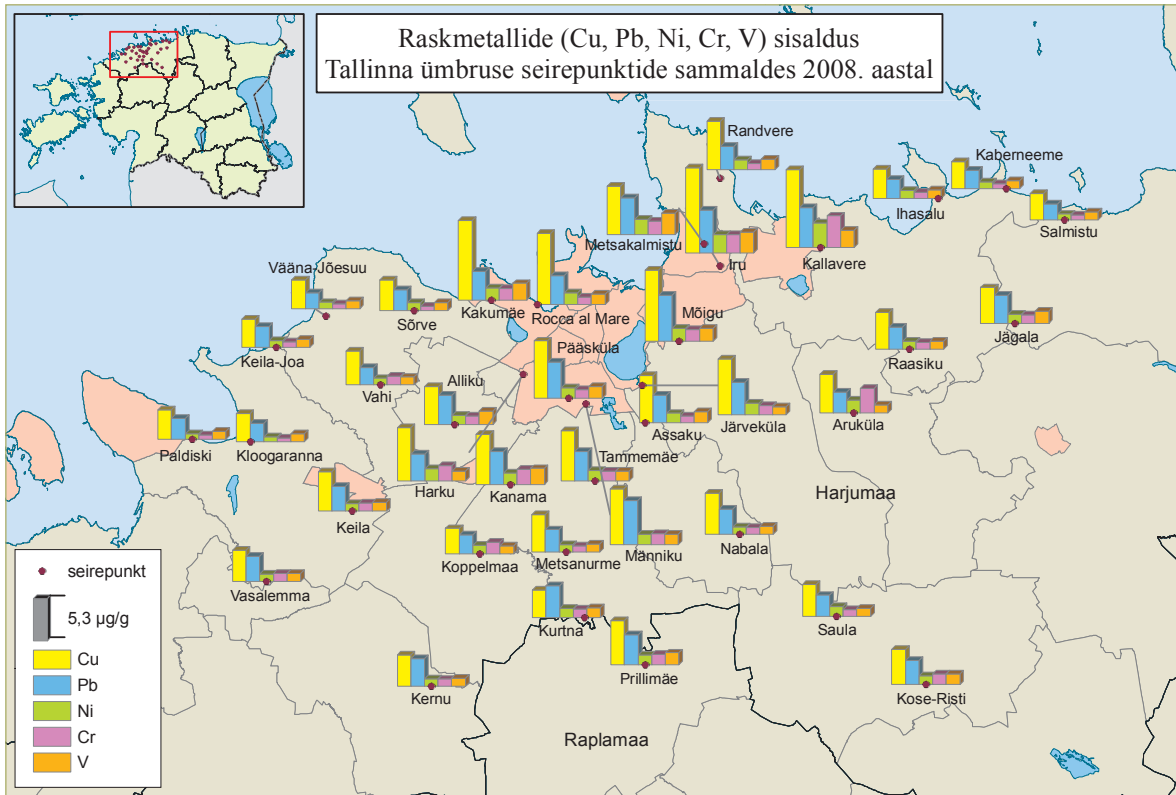 Raskmetallide (Cu, Pb, Ni, Cr, V) sisaldus
Tallinna ümbruse seirepunktide sammaldes 2008. aastal
Randvere
Kaberneeme
Ihasalu
Salmistu
Metsakalmistu
Iru
Kallavere
Vääna-Jõesuu
Sõrve
Kakumäe
Rocca al Mare
Mõigu
Jägala
Keila-Joa
Pääsküla
Raasiku
Vahi
Alliku
Assaku
Järveküla
Aruküla
Paldiski
Kloogaranna
Tammemäe
Harku
Kanama
Harjumaa
Keila
Koppelmaa
Metsanurme
Männiku
Nabala
Vasalemma
Kurtna
Saula
Prillimäe
Kernu
Kose-Risti
Raplamaa
seirepunkt
5,3 µg/g
Cu
Pb
Ni
Cr
V